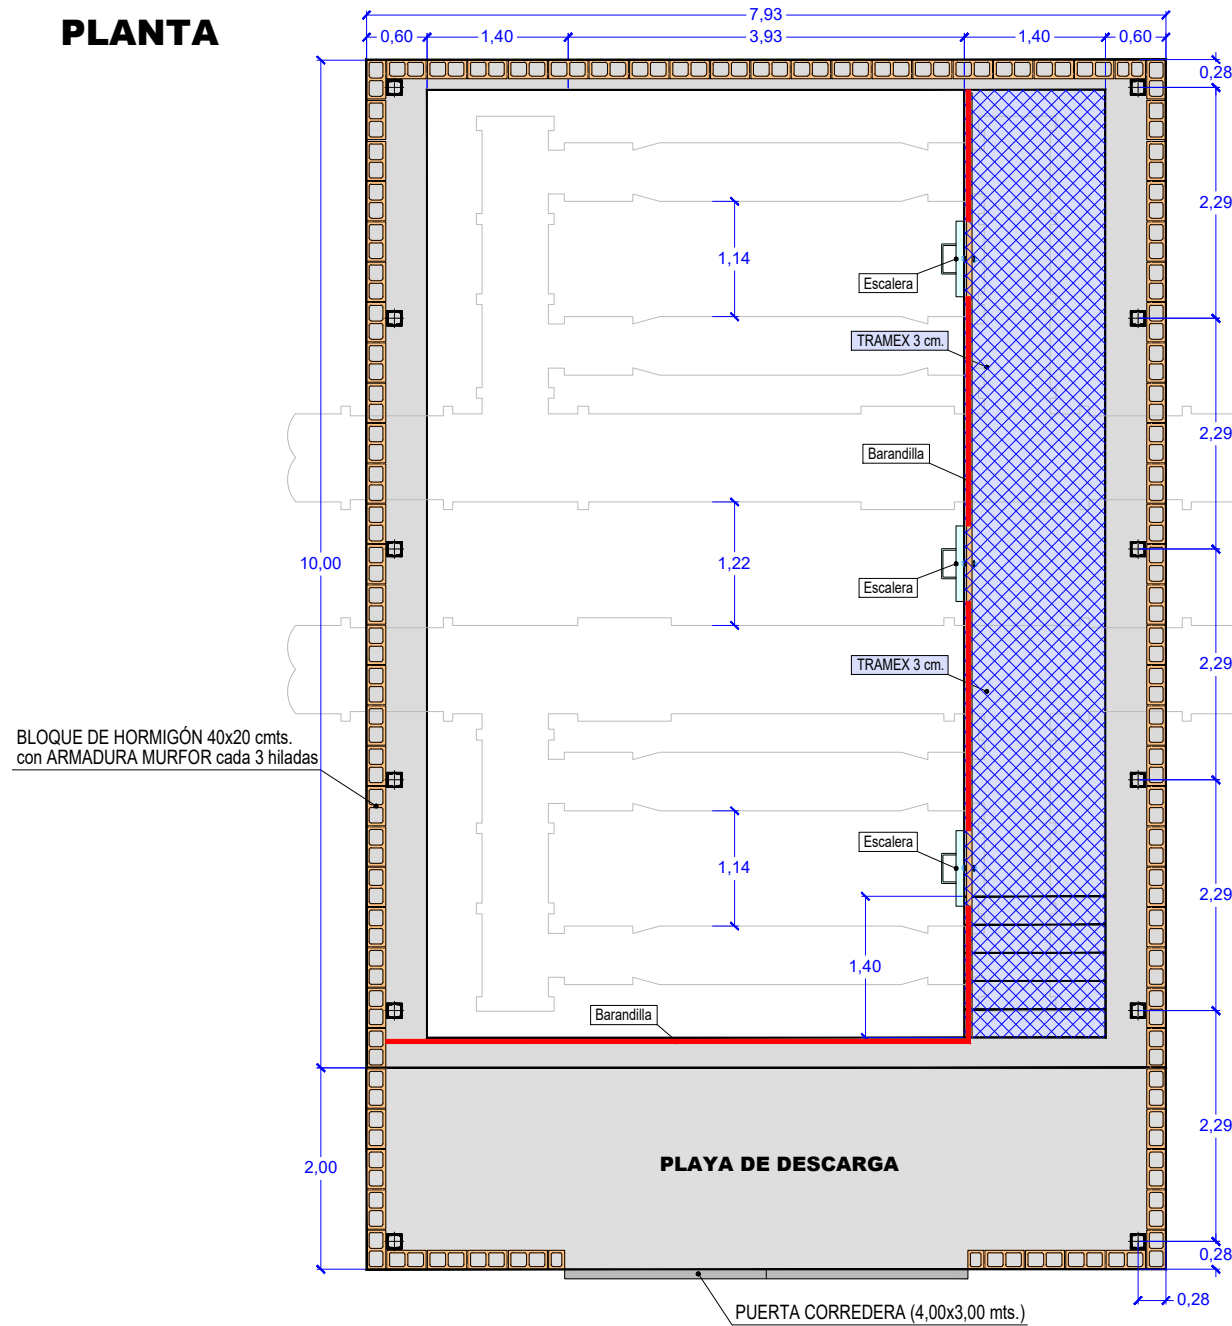 PLANTA
7,93
0,60
1,40
3,93
1,40
0,60
0,28
2,29
1,14
Escalera
TRAMEX 3 cm.
2,29
Barandilla
10,00
1,22
Escalera
2,29
TRAMEX 3 cm.
BLOQUE DE HORMIGÓN 40x20 cmts.
con ARMADURA MURFOR cada 3 hiladas
Escalera
1,14
2,29
1,40
Barandilla
2,29
2,00
PLAYA DE DESCARGA
0,28
0,28
PUERTA CORREDERA (4,00x3,00 mts.)